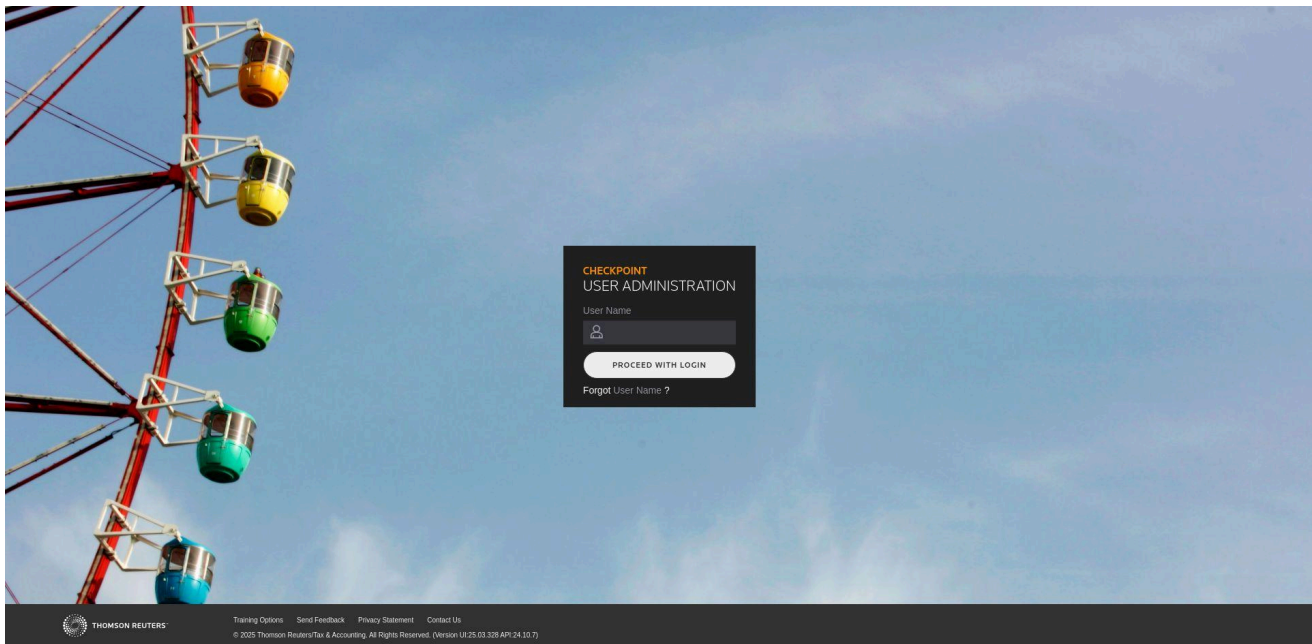 CHECKPOINT
USER ADMINISTRATION
User Name
PROCEED WITH LOGIN
Forgot User Name ?
THOMSON REUTERS
Training Options Send Feedback Privacy Statement Contact Us
© 2025 Thomson Reuters/Tax & Accounting. All Rights Reserved. (Version UI:25.03.328 API:24.10.7)